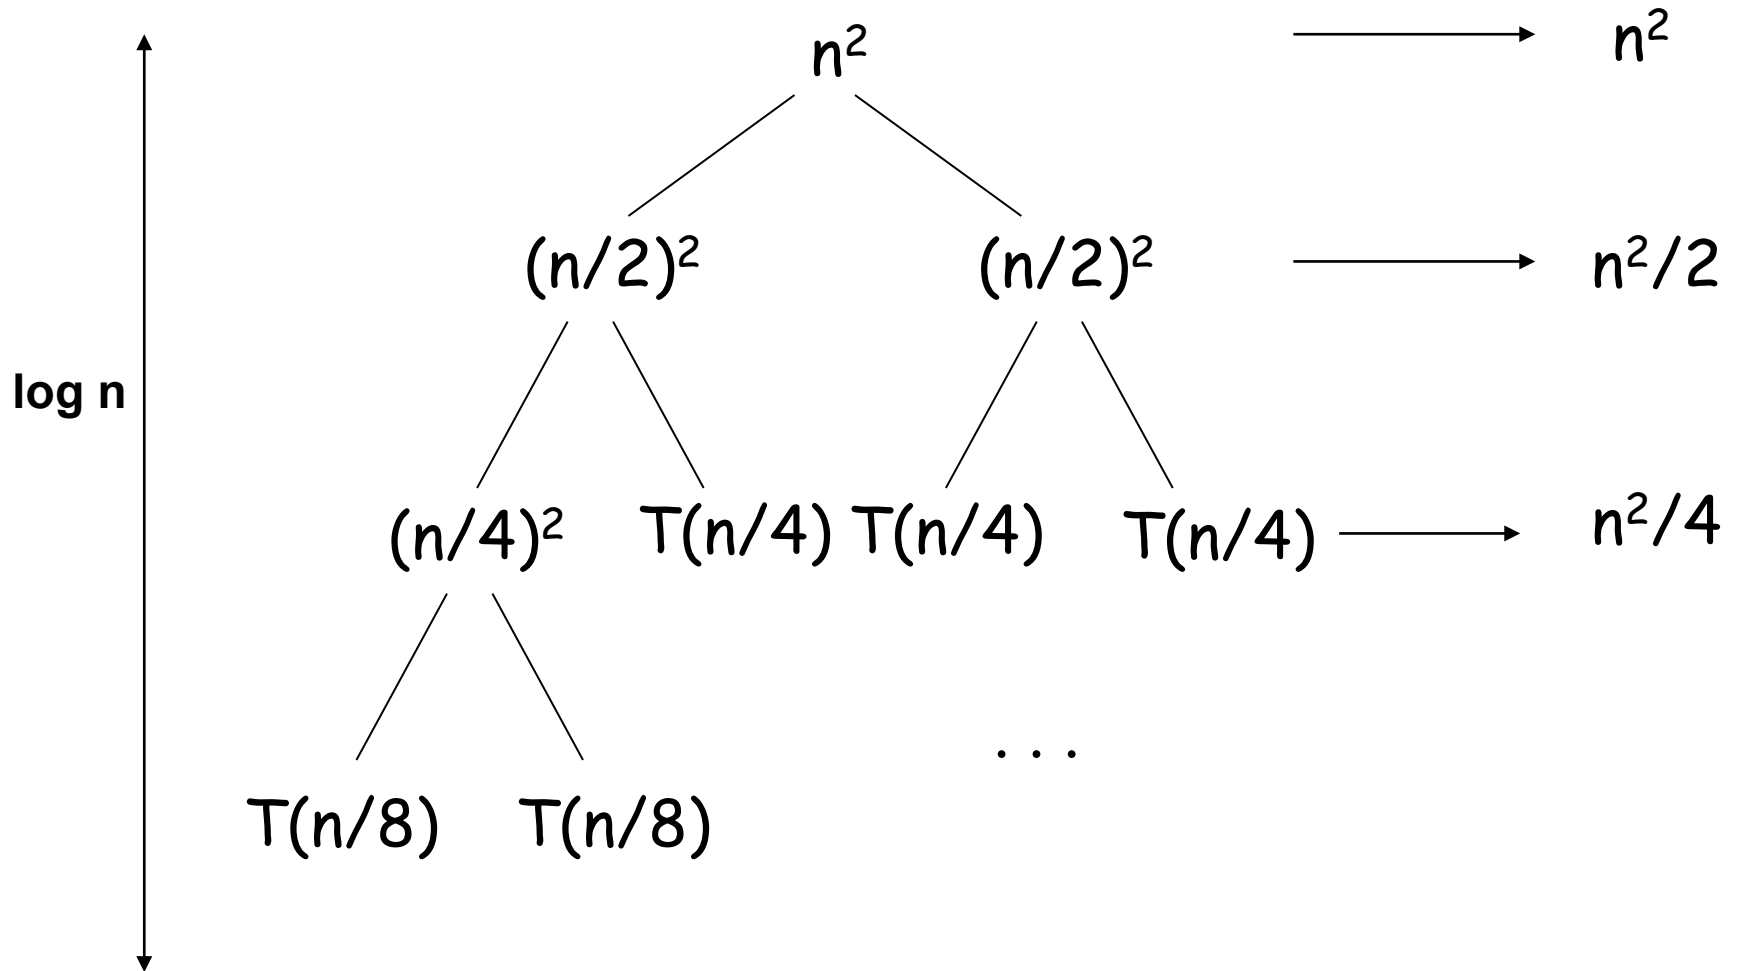 n² n²
(n/2)² (n/2)² n²/2
log n
(n/4)² T(n/4) T(n/4) T(n/4) n²/4
. . .
T(n/8) T(n/8)